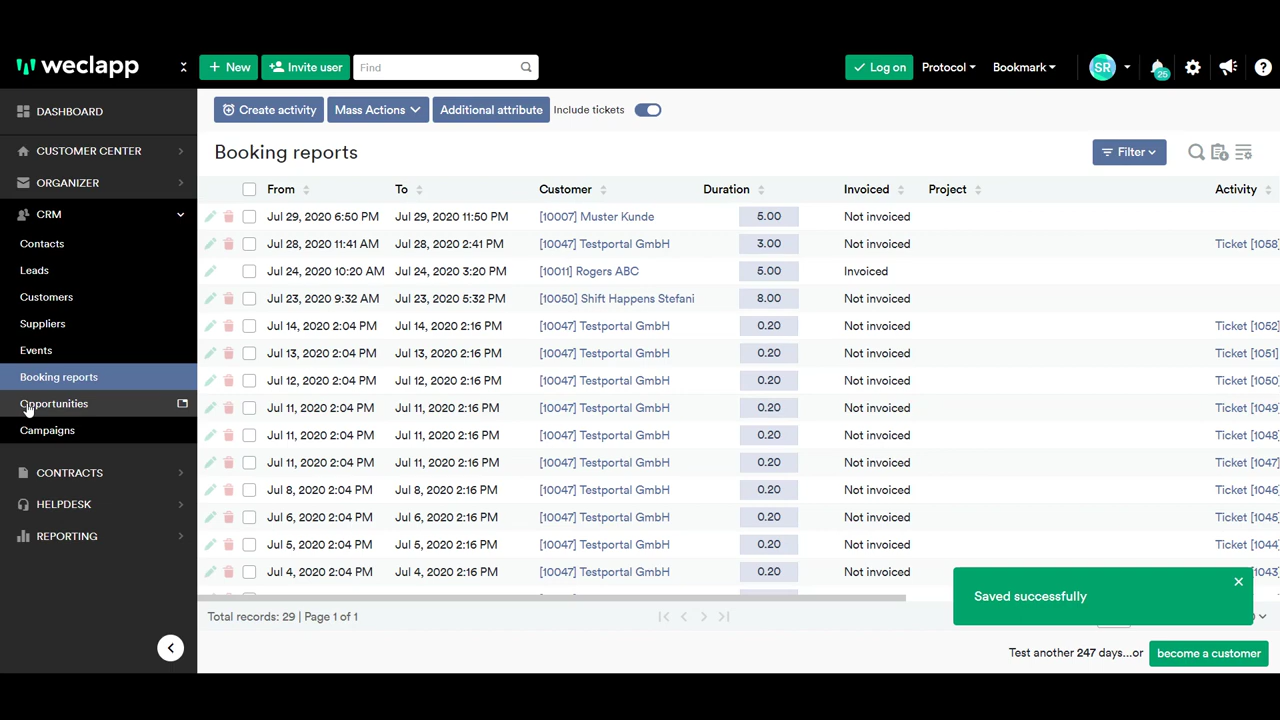 weclapp
+ New
Invite user
Find
Log on
Protocol
Bookmark
SR
25
DASHBOARD
CUSTOMER CENTER
ORGANIZER
CRM
Contacts
Leads
Customers
Suppliers
Events
Booking reports
Opportunities
Campaigns
CONTRACTS
HELPDESK
REPORTING
Create activity
Mass Actions
Additional attribute
Include tickets
Booking reports
Filter
From To Customer Duration Invoiced Project Activity
Jul 29, 2020 6:50 PM Jul 29, 2020 11:50 PM [10007] Muster Kunde 5.00 Not invoiced
Jul 28, 2020 11:41 AM Jul 28, 2020 2:41 PM [10047] Testportal GmbH 3.00 Not invoiced Ticket [1058]
Jul 24, 2020 10:20 AM Jul 24, 2020 3:20 PM [10011] Rogers ABC 5.00 Invoiced
Jul 23, 2020 9:32 AM Jul 23, 2020 5:32 PM [10050] Shift Happens Stefani 8.00 Not invoiced
Jul 14, 2020 2:04 PM Jul 14, 2020 2:16 PM [10047] Testportal GmbH 0.20 Not invoiced Ticket [1052]
Jul 13, 2020 2:04 PM Jul 13, 2020 2:16 PM [10047] Testportal GmbH 0.20 Not invoiced Ticket [1051]
Jul 12, 2020 2:04 PM Jul 12, 2020 2:16 PM [10047] Testportal GmbH 0.20 Not invoiced Ticket [1050]
Jul 11, 2020 2:04 PM Jul 11, 2020 2:16 PM [10047] Testportal GmbH 0.20 Not invoiced Ticket [1049]
Jul 11, 2020 2:04 PM Jul 11, 2020 2:16 PM [10047] Testportal GmbH 0.20 Not invoiced Ticket [1048]
Jul 11, 2020 2:04 PM Jul 11, 2020 2:16 PM [10047] Testportal GmbH 0.20 Not invoiced Ticket [1047]
Jul 8, 2020 2:04 PM Jul 8, 2020 2:16 PM [10047] Testportal GmbH 0.20 Not invoiced Ticket [1046]
Jul 6, 2020 2:04 PM Jul 6, 2020 2:16 PM [10047] Testportal GmbH 0.20 Not invoiced Ticket [1045]
Jul 5, 2020 2:04 PM Jul 5, 2020 2:16 PM [10047] Testportal GmbH 0.20 Not invoiced Ticket [1044]
Jul 4, 2020 2:04 PM Jul 4, 2020 2:16 PM [10047] Testportal GmbH 0.20 Not invoiced [1043]
Saved successfully
Total records: 29 | Page 1 of 1
Test another 247 days...or
become a customer